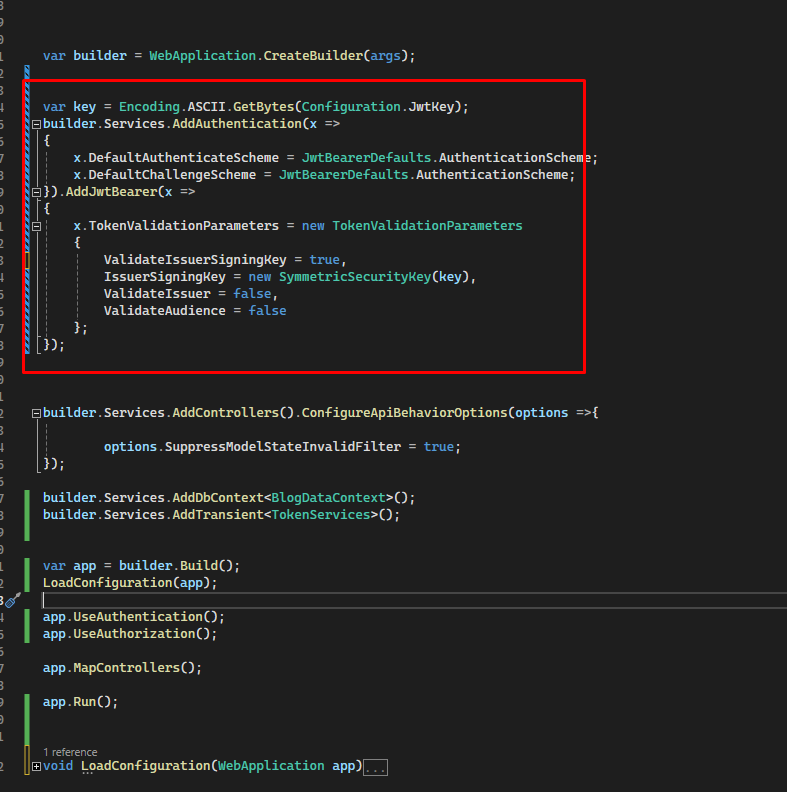 var builder = WebApplication.CreateBuilder(args);
var key = Encoding.ASCII.GetBytes(Configuration.JwtKey);
builder.Services.AddAuthentication(x =>
{
x.DefaultAuthenticateScheme = JwtBearerDefaults.AuthenticationScheme;
x.DefaultChallengeScheme = JwtBearerDefaults.AuthenticationScheme;
}).AddJwtBearer(x =>
{
x.TokenValidationParameters = new TokenValidationParameters
{
ValidateIssuerSigningKey = true,
IssuerSigningKey = new SymmetricSecurityKey(key),
ValidateIssuer = false,
ValidateAudience = false
};
});
builder.Services.AddControllers().ConfigureApiBehaviorOptions(options =>{
options.SuppressModelStateInvalidFilter = true;
});
builder.Services.AddDbContext<BlogDataContext>();
builder.Services.AddTransient<TokenServices>();
var app = builder.Build();
LoadConfiguration(app);
app.UseAuthentication();
app.UseAuthorization();
app.MapControllers();
app.Run();
1 reference
void LoadConfiguration(WebApplication app)...